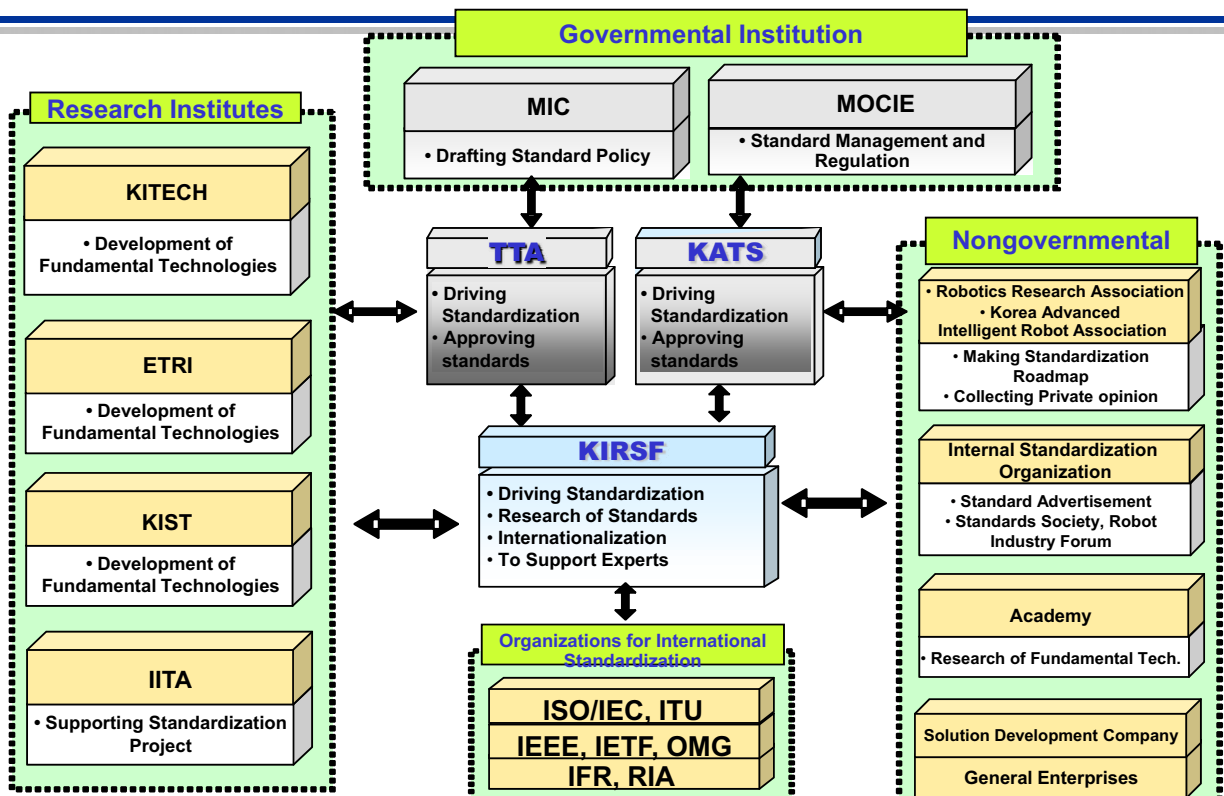 Governmental Institution
MIC
• Drafting Standard Policy
MOCIE
• Standard Management and
Regulation
Research Institutes
KITECH
• Development of
Fundamental Technologies
ETRI
• Development of
Fundamental Technologies
KIST
• Development of
Fundamental Technologies
IITA
• Supporting Standardization
Project
TTA
• Driving
Standardization
• Approving
standards
KATS
• Driving
Standardization
• Approving
standards
KIRSF
• Driving Standardization
• Research of Standards
• Internationalization
• To Support Experts
Organizations for International
Standardization
ISO/IEC, ITU
IEEE, IETF, OMG
IFR, RIA
Nongovernmental
• Robotics Research Association
• Korea Advanced
Intelligent Robot Association
• Making Standardization
Roadmap
• Collecting Private opinion
Internal Standardization
Organization
• Standard Advertisement
• Standards Society, Robot
Industry Forum
Academy
• Research of Fundamental Tech.
Solution Development Company
General Enterprises